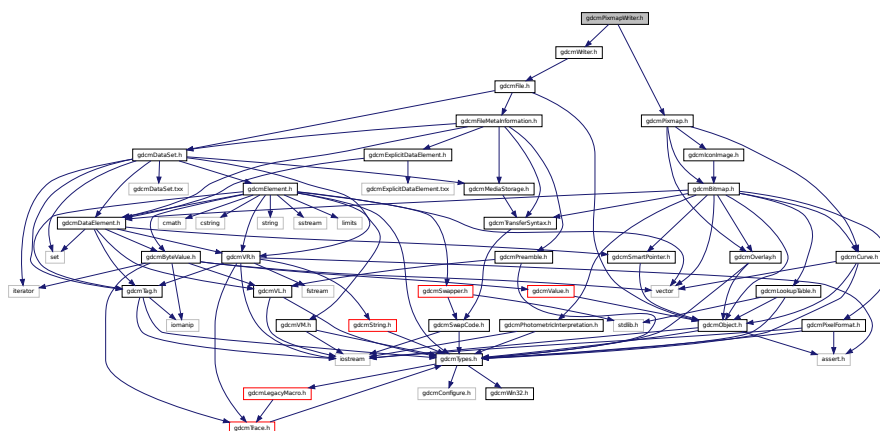 gdcmPixmapWriter.h
gdcmWriter.h
gdcmFile.h
gdcmFileMetaInformation.h
gdcmPixmap.h
gdcmDataSet.h
gdcmExplicitDataElement.h
gdcmIconImage.h
gdcmDataSet.txx
gdcmElement.h
gdcmExplicitDataElement.txx
gdcmMediaStorage.h
gdcmBitmap.h
gdcmDataElement.h
cmath
cstring
string
sstream
limits
gdcmTransferSyntax.h
set
gdcmByteValue.h
gdcmVR.h
gdcmPreamble.h
gdcmSmartPointer.h
gdcmOverlay.h
gdcmCurve.h
iterator
gdcmTag.h
gdcmVL.h
fstream
gdcmSwapper.h
gdcmValue.h
vector
gdcmLookupTable.h
iomanip
gdcmVM.h
gdcmString.h
gdcmSwapCode.h
gdcmPhotometricInterpretation.h
stdlib.h
gdcmObject.h
gdcmPixelFormat.h
iostream
gdcmTypes.h
assert.h
gdcmLegacyMacro.h
gdcmConfigure.h
gdcmWin32.h
gdcmTrace.h